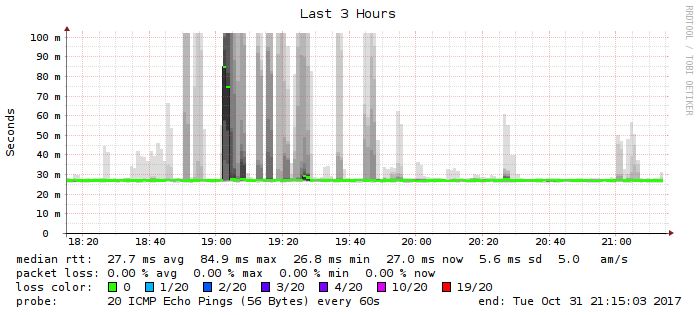 Last 3 Hours
RRDTOOL / TOBI OETIKER
Seconds
100 m
90 m
80 m
70 m
60 m
50 m
40 m
30 m
20 m
10 m
0
18:20 18:40 19:00 19:20 19:40 20:00 20:20 20:40 21:00
median rtt: 27.7 ms avg 84.9 ms max 26.8 ms min 27.0 ms now 5.6 ms sd 5.0 am/s
packet loss: 0.00 % avg 0.00 % max 0.00 % min 0.00 % now
loss color: 0 1/20 2/20 3/20 4/20 10/20 19/20
probe: 20 ICMP Echo Pings (56 Bytes) every 60s end: Tue Oct 31 21:15:03 2017